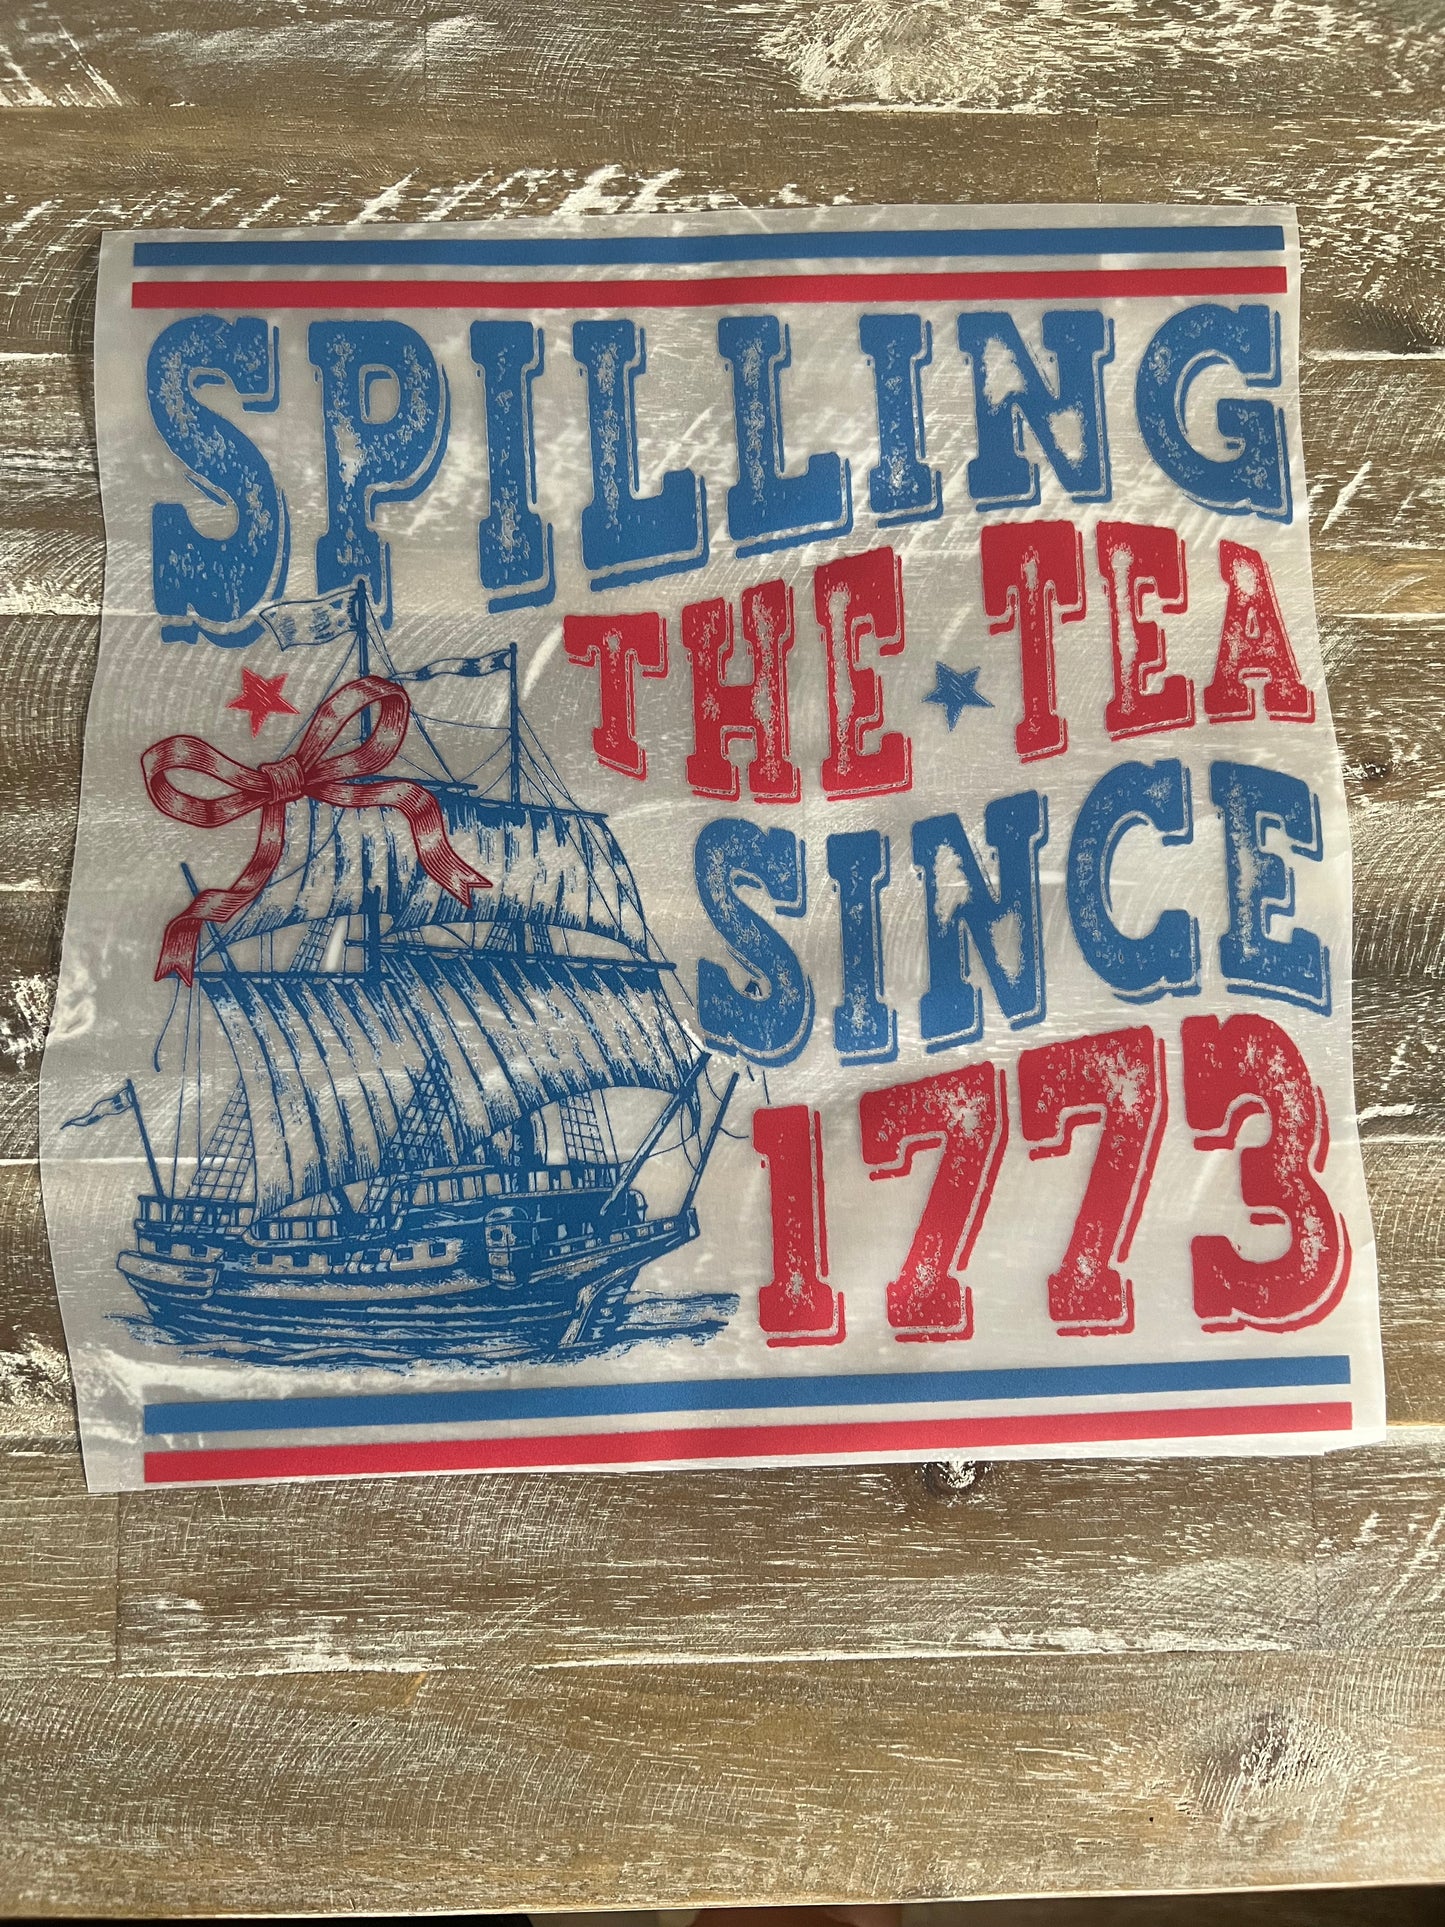 SPILLING
THE TEA
SINCE
1773